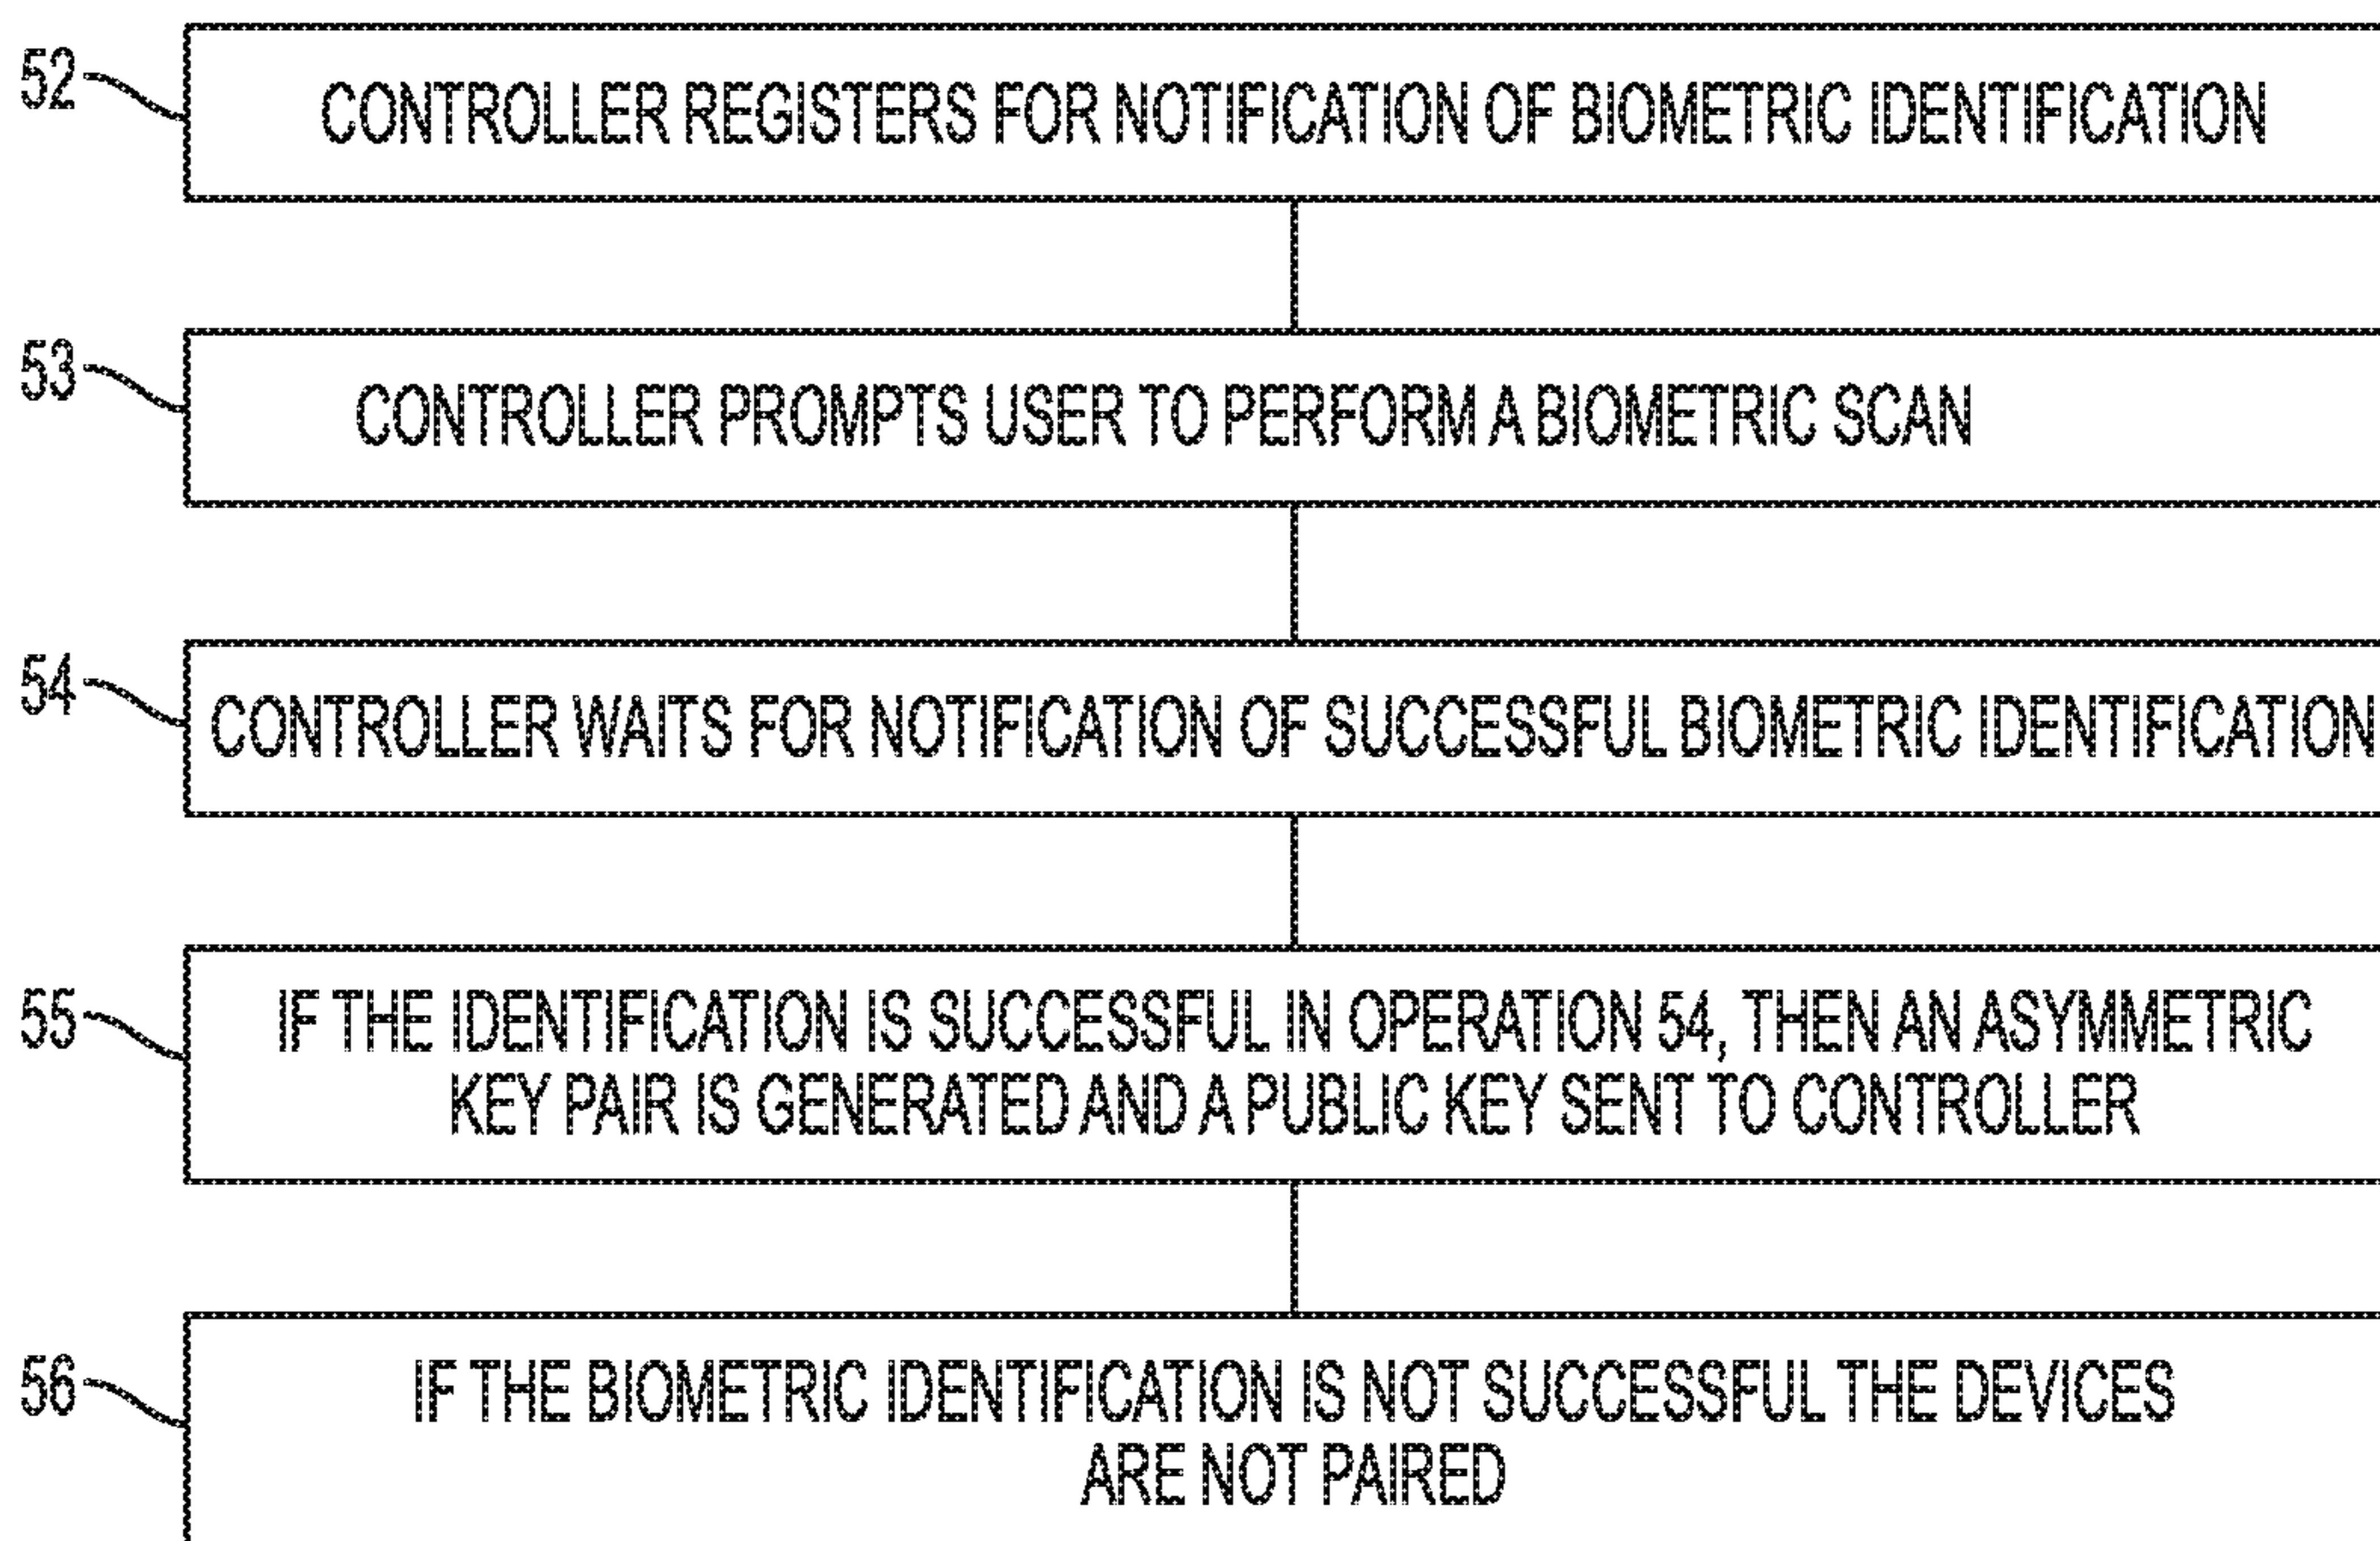 52
CONTROLLER REGISTERS FOR NOTIFICATION OF BIOMETRIC IDENTIFICATION
53
CONTROLLER PROMPTS USER TO PERFORM A BIOMETRIC SCAN
54
CONTROLLER WAITS FOR NOTIFICATION OF SUCCESSFUL BIOMETRIC IDENTIFICATION
55
IF THE IDENTIFICATION IS SUCCESSFUL IN OPERATION 54, THEN AN ASYMMETRIC
KEY PAIR IS GENERATED AND A PUBLIC KEY SENT TO CONTROLLER
56
IF THE BIOMETRIC IDENTIFICATION IS NOT SUCCESSFUL THE DEVICES
ARE NOT PAIRED